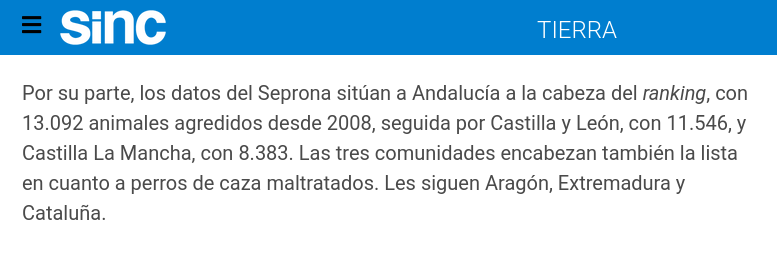 sinc
TIERRA
Por su parte, los datos del Seprona sitúan a Andalucía a la cabeza del ranking, con
13.092 animales agredidos desde 2008, seguida por Castilla y León, con 11.546, y
Castilla La Mancha, con 8.383. Las tres comunidades encabezan también la lista
en cuanto a perros de caza maltratados. Les siguen Aragón, Extremadura y
Cataluña.